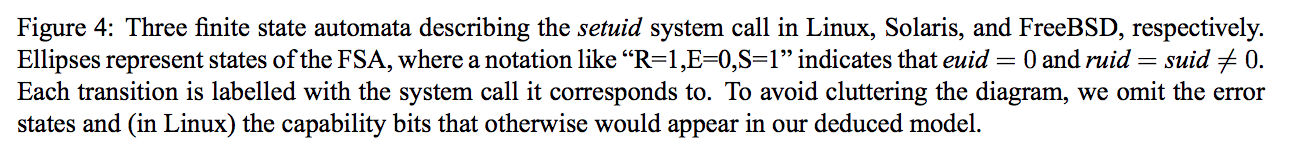 Figure 4: Three finite state automata describing the setuid system call in Linux, Solaris, and FreeBSD, respectively.
Ellipses represent states of the FSA, where a notation like “R=1,E=0,S=1” indicates that euid = 0 and ruid = suid ≠ 0.
Each transition is labelled with the system call it corresponds to. To avoid cluttering the diagram, we omit the error
states and (in Linux) the capability bits that otherwise would appear in our deduced model.